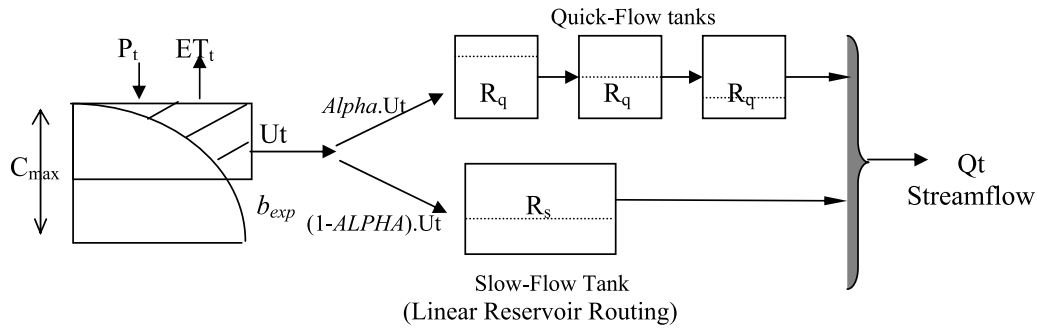 Quick-Flow tanks
Pt
ETt
Rq
Rq
Rq
Alpha.Ut
Ut
Cmax
bexp
(1-ALPHA).Ut
Rs
Qt
Streamflow
Slow-Flow Tank
(Linear Reservoir Routing)